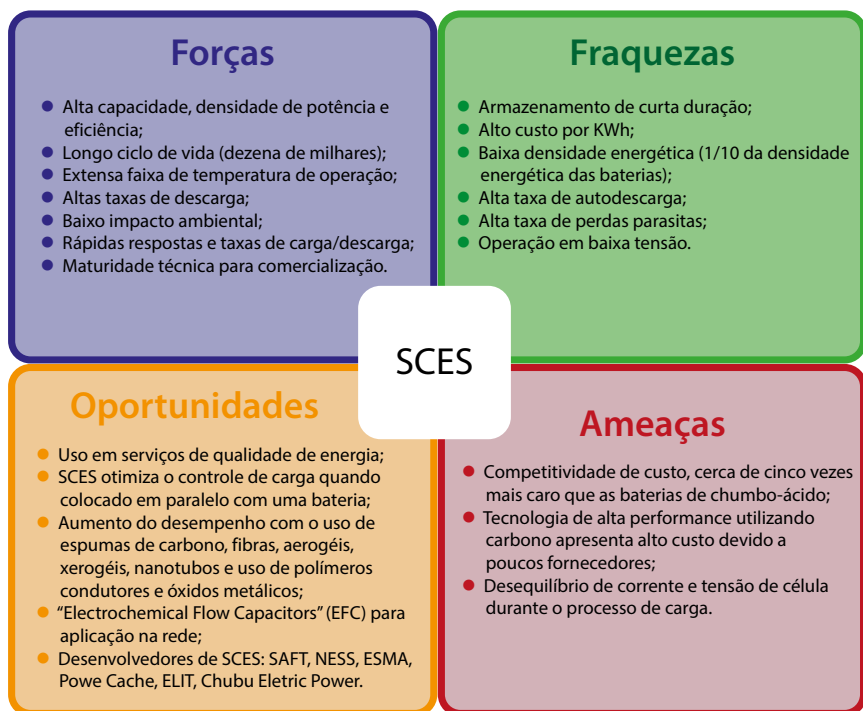 Forças
● Alta capacidade, densidade de potência e
eficiência;
● Longo ciclo de vida (dezena de milhares);
● Extensa faixa de temperatura de operação;
● Altas taxas de descarga;
● Baixo impacto ambiental;
● Rápidas respostas e taxas de carga/descarga;
● Maturidade técnica para comercialização.
Fraquezas
● Armazenamento de curta duração;
● Alto custo por KWh;
● Baixa densidade energética (1/10 da densidade
energética das baterias);
● Alta taxa de autodescarga;
● Alta taxa de perdas parasitas;
● Operação em baixa tensão.
SCES
Oportunidades
● Uso em serviços de qualidade de energia;
● SCES otimiza o controle de carga quando
colocado em paralelo com uma bateria;
● Aumento do desempenho com o uso de
espumas de carbono, fibras, aerogéis,
xerogéis, nanotubos e uso de polímeros
condutores e óxidos metálicos;
● “Electrochemical Flow Capacitors” (EFC) para
aplicação na rede;
● Desenvolvedores de SCES: SAFT, NESS, ESMA,
Powe Cache, ELIT, Chubu Eletric Power.
Ameaças
● Competitividade de custo, cerca de cinco vezes
mais caro que as baterias de chumbo-ácido;
● Tecnologia de alta performance utilizando
carbono apresenta alto custo devido a
poucos fornecedores;
● Desequilíbrio de corrente e tensão de célula
durante o processo de carga.